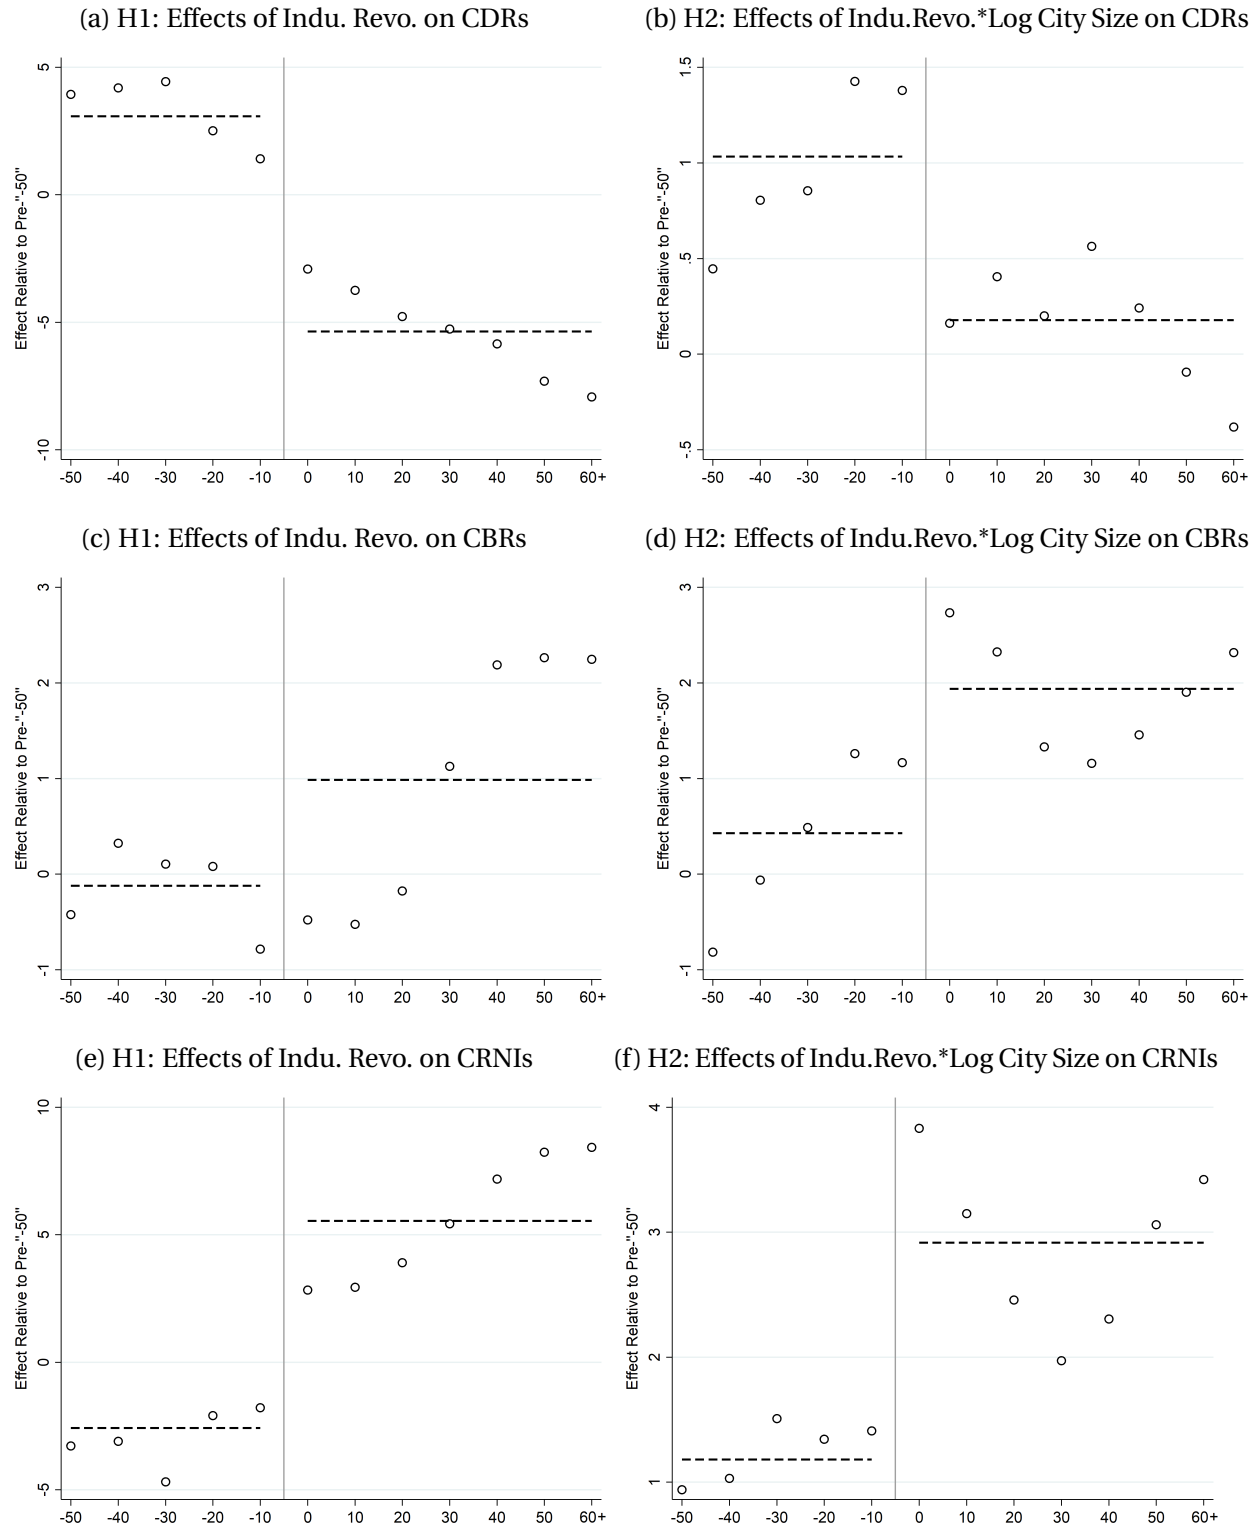 (a) H1: Effects of Indu. Revo. on CDRs
Effect Relative to Pre-"-50"
5
0
-5
-10
-50 -40 -30 -20 -10 0 10 20 30 40 50 60+
(b) H2: Effects of Indu.Revo.*Log City Size on CDRs
Effect Relative to Pre-"-50"
1.5
1
.5
0
-.5
-50 -40 -30 -20 -10 0 10 20 30 40 50 60+
(c) H1: Effects of Indu. Revo. on CBRs
Effect Relative to Pre-"-50"
3
2
1
0
-1
-50 -40 -30 -20 -10 0 10 20 30 40 50 60+
(d) H2: Effects of Indu.Revo.*Log City Size on CBRs
Effect Relative to Pre-"-50"
3
2
1
0
-1
-50 -40 -30 -20 -10 0 10 20 30 40 50 60+
(e) H1: Effects of Indu. Revo. on CRNIs
Effect Relative to Pre-"-50"
10
5
0
-5
-50 -40 -30 -20 -10 0 10 20 30 40 50 60+
(f) H2: Effects of Indu.Revo.*Log City Size on CRNIs
Effect Relative to Pre-"-50"
4
3
2
1
-50 -40 -30 -20 -10 0 10 20 30 40 50 60+